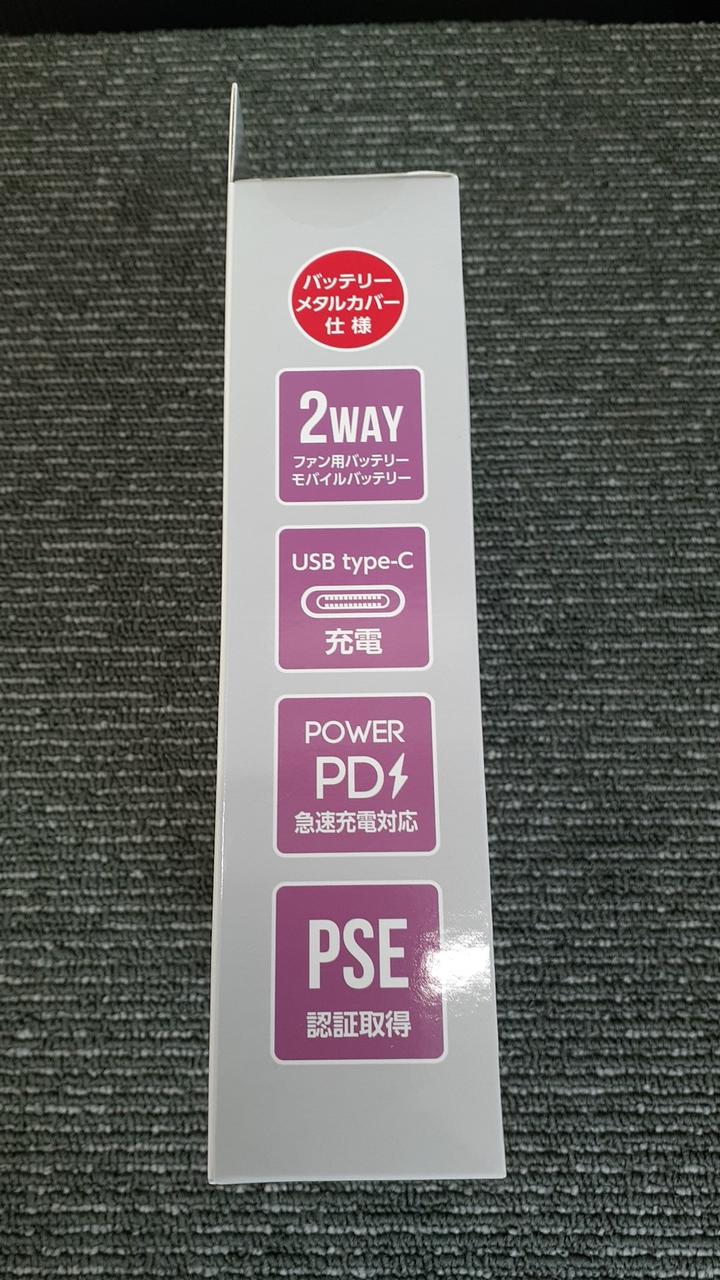 バッテリー
メタルカバー
仕様
2WAY
ファン用バッテリー
モバイルバッテリー
USB type-C
充電
POWER
PD
急速充電対応
PSE
認証取得